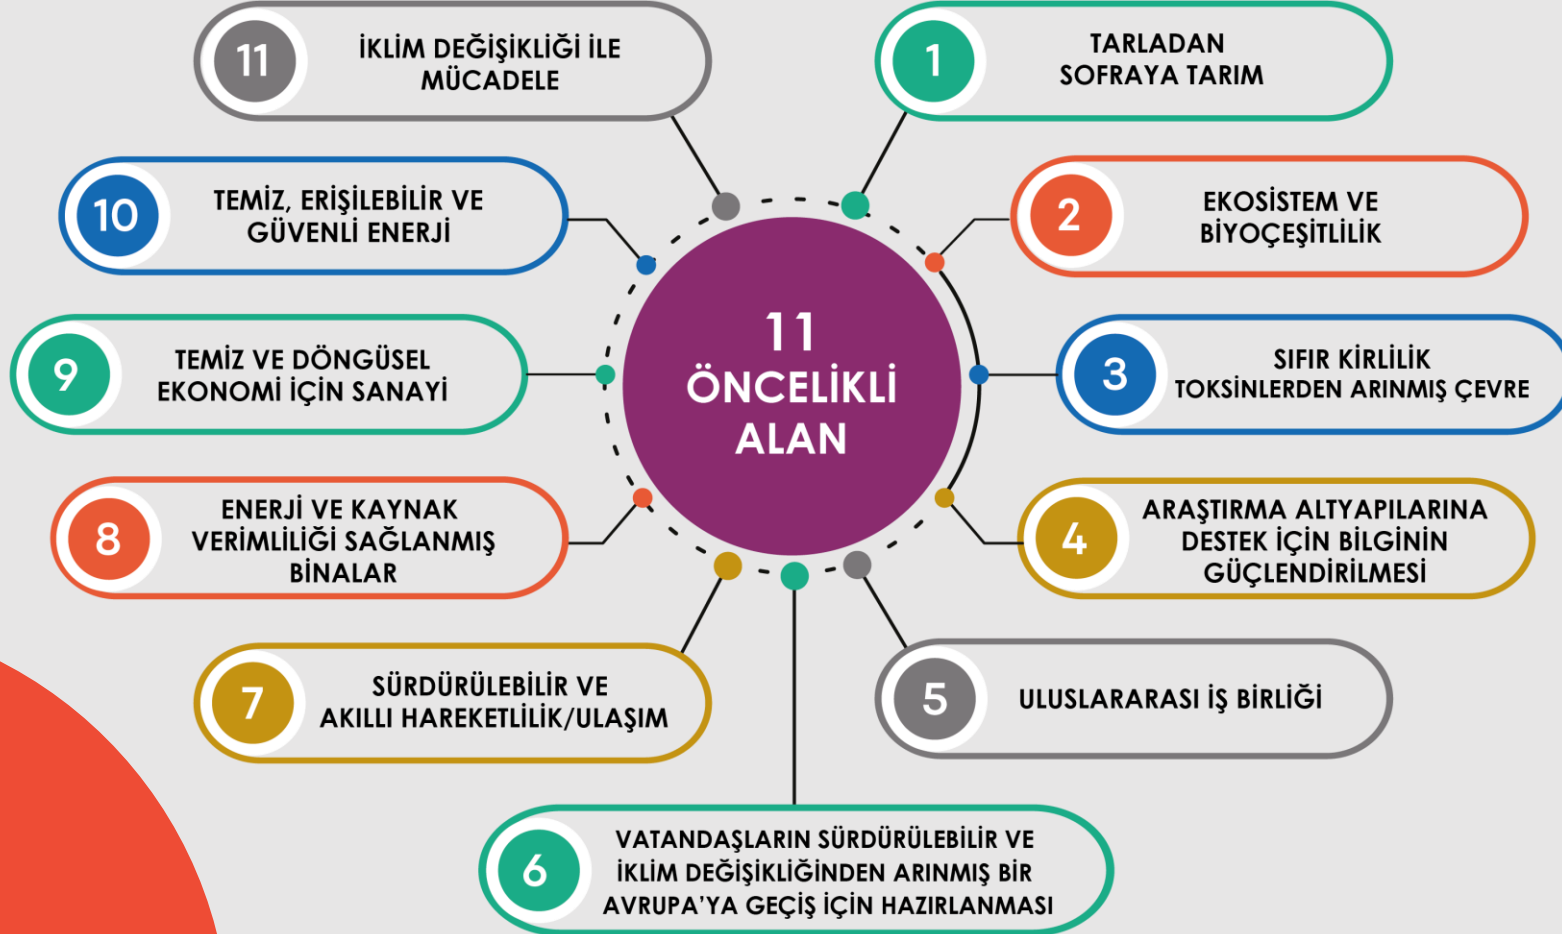 11
ÖNCELİKLİ
ALAN
1
TARLADAN
SOFRAYA TARIM
2
EKOSİSTEM VE
BİYOÇEŞİTLİLİK
3
SIFIR KİRLİLİK
TOKSİNLERDEN ARINMIŞ ÇEVRE
4
ARAŞTIRMA ALTYAPILARINA
DESTEK İÇİN BİLGİNİN
GÜÇLENDİRİLMESİ
5
ULUSLARARASI İŞ BİRLİĞİ
6
VATANDAŞLARIN SÜRDÜRÜLEBİLİR VE
İKLİM DEĞİŞİKLİĞİNDEN ARINMIŞ BİR
AVRUPA'YA GEÇİŞ İÇİN HAZIRLANMASI
7
SÜRDÜRÜLEBİLİR VE
AKILLI HAREKETLİLİK/ULAŞIM
8
ENERJİ VE KAYNAK
VERİMLİLİĞİ SAĞLANMIŞ
BİNALAR
9
TEMİZ VE DÖNGÜSEL
EKONOMİ İÇİN SANAYİ
10
TEMİZ, ERİŞİLEBİLİR VE
GÜVENLİ ENERJİ
11
İKLİM DEĞİŞİKLİĞİ İLE
MÜCADELE